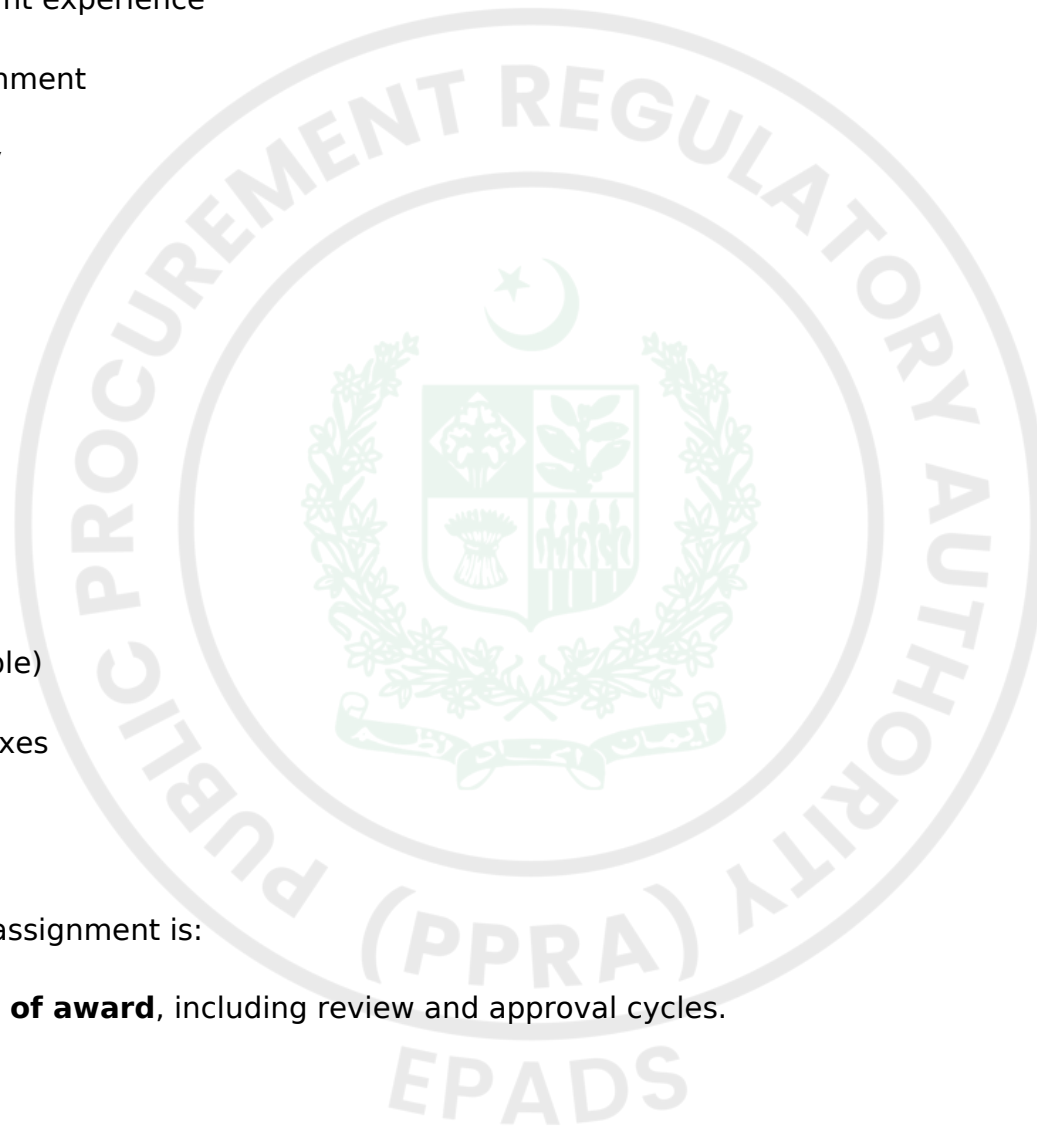 nt experience
nment
ole)
xes
assignment is:
of award, including review and approval cycles.
PUBLIC PROCUREMENT REGULATORY AUTHORITY
(PPRA)
EPADS